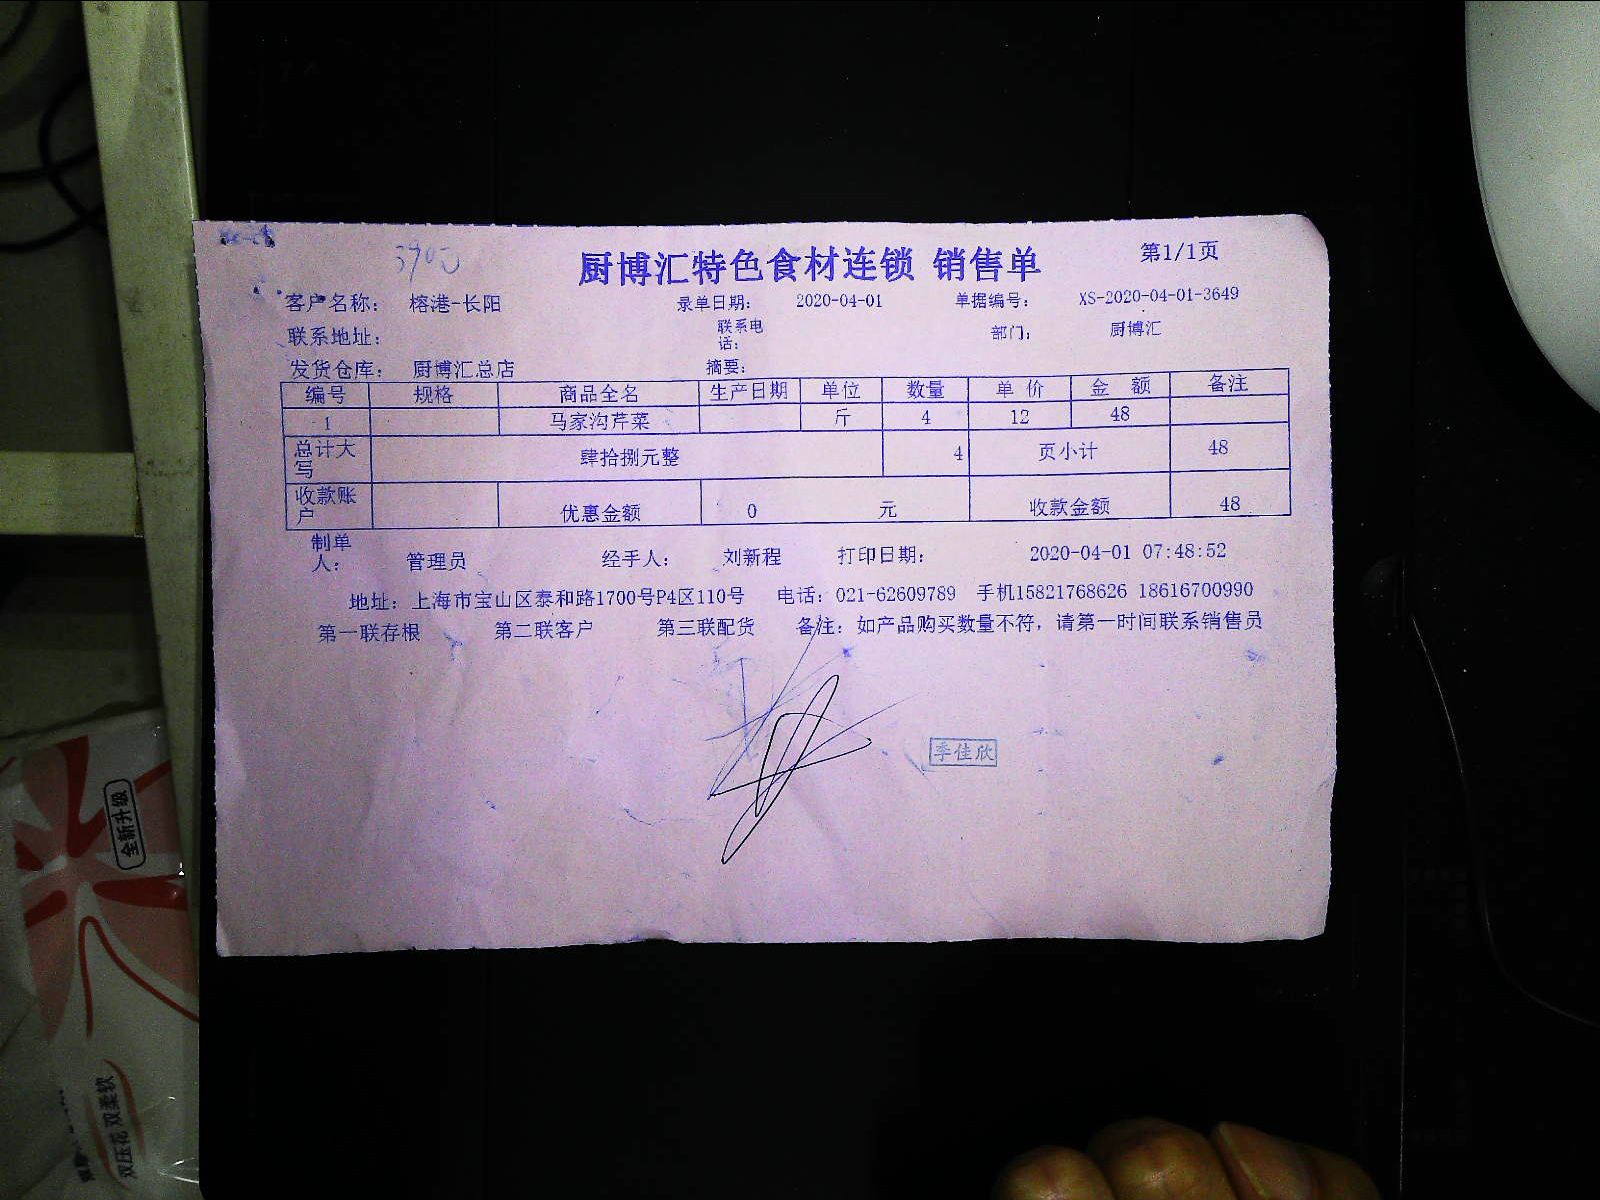 厨博汇特色食材连锁 销售单 第1/1页
客户名称： 榕港-长阳 录单日期： 2020-04-01 单据编号： XS-2020-04-01-3649
联系地址： 联系电话： 部门： 厨博汇
发货仓库： 厨博汇总店 摘要：
编号 规格 商品全名 生产日期 单位 数量 单 价 金 额 备注
1 马家沟芹菜 斤 4 12 48
总计大写 肆拾捌元整 4 页小计 48
收款账户 优惠金额 0 元 收款金额 48
制单人： 管理员 经手人： 刘新程 打印日期： 2020-04-01 07:48:52
地址：上海市宝山区泰和路1700号P4区110号 电话：021-62609789 手机15821768626 18616700990
第一联存根 第二联客户 第三联配货 备注：如产品购买数量不符，请第一时间联系销售员
季佳欣
全新升级
双压花 双柔软